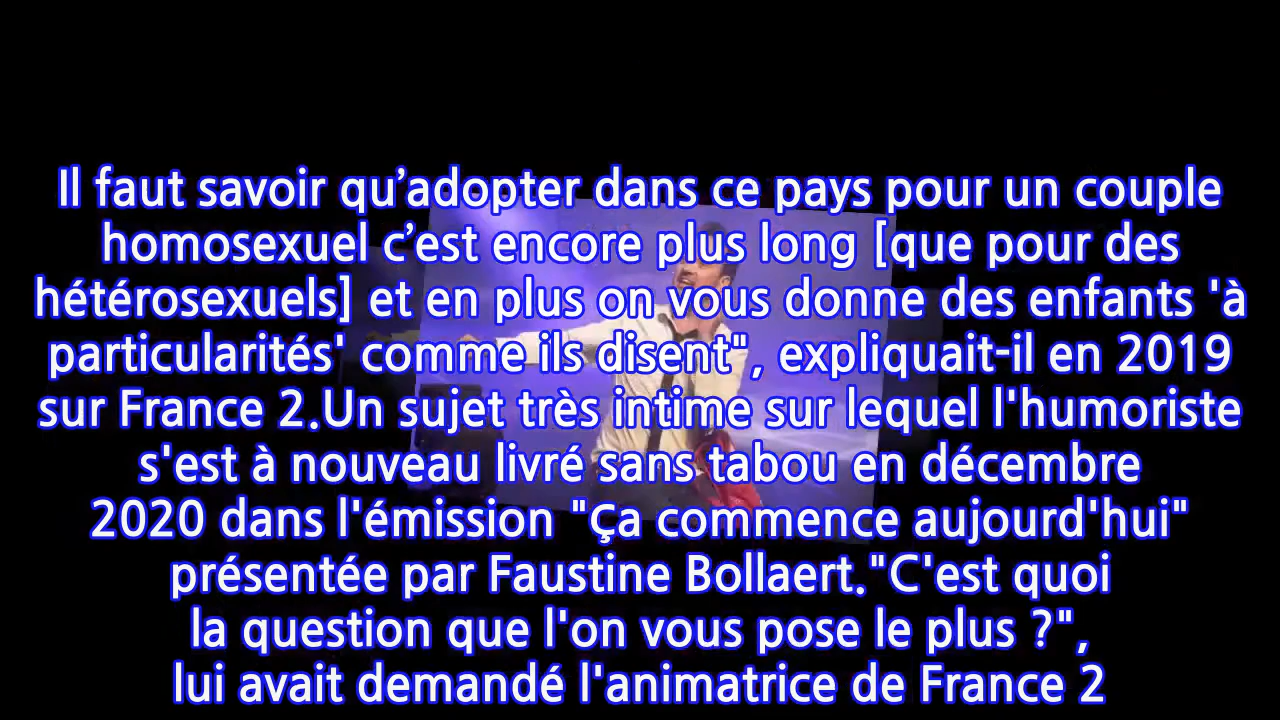 Il faut savoir qu’adopter dans ce pays pour un couple
homosexuel c’est encore plus long [que pour des
hétérosexuels] et en plus on vous donne des enfants 'à
particularités' comme ils disent", expliquait-il en 2019
sur France 2.Un sujet très intime sur lequel l'humoriste
s'est à nouveau livré sans tabou en décembre
2020 dans l'émission "Ça commence aujourd'hui"
présentée par Faustine Bollaert."C'est quoi
la question que l'on vous pose le plus ?",
lui avait demandé l'animatrice de France 2